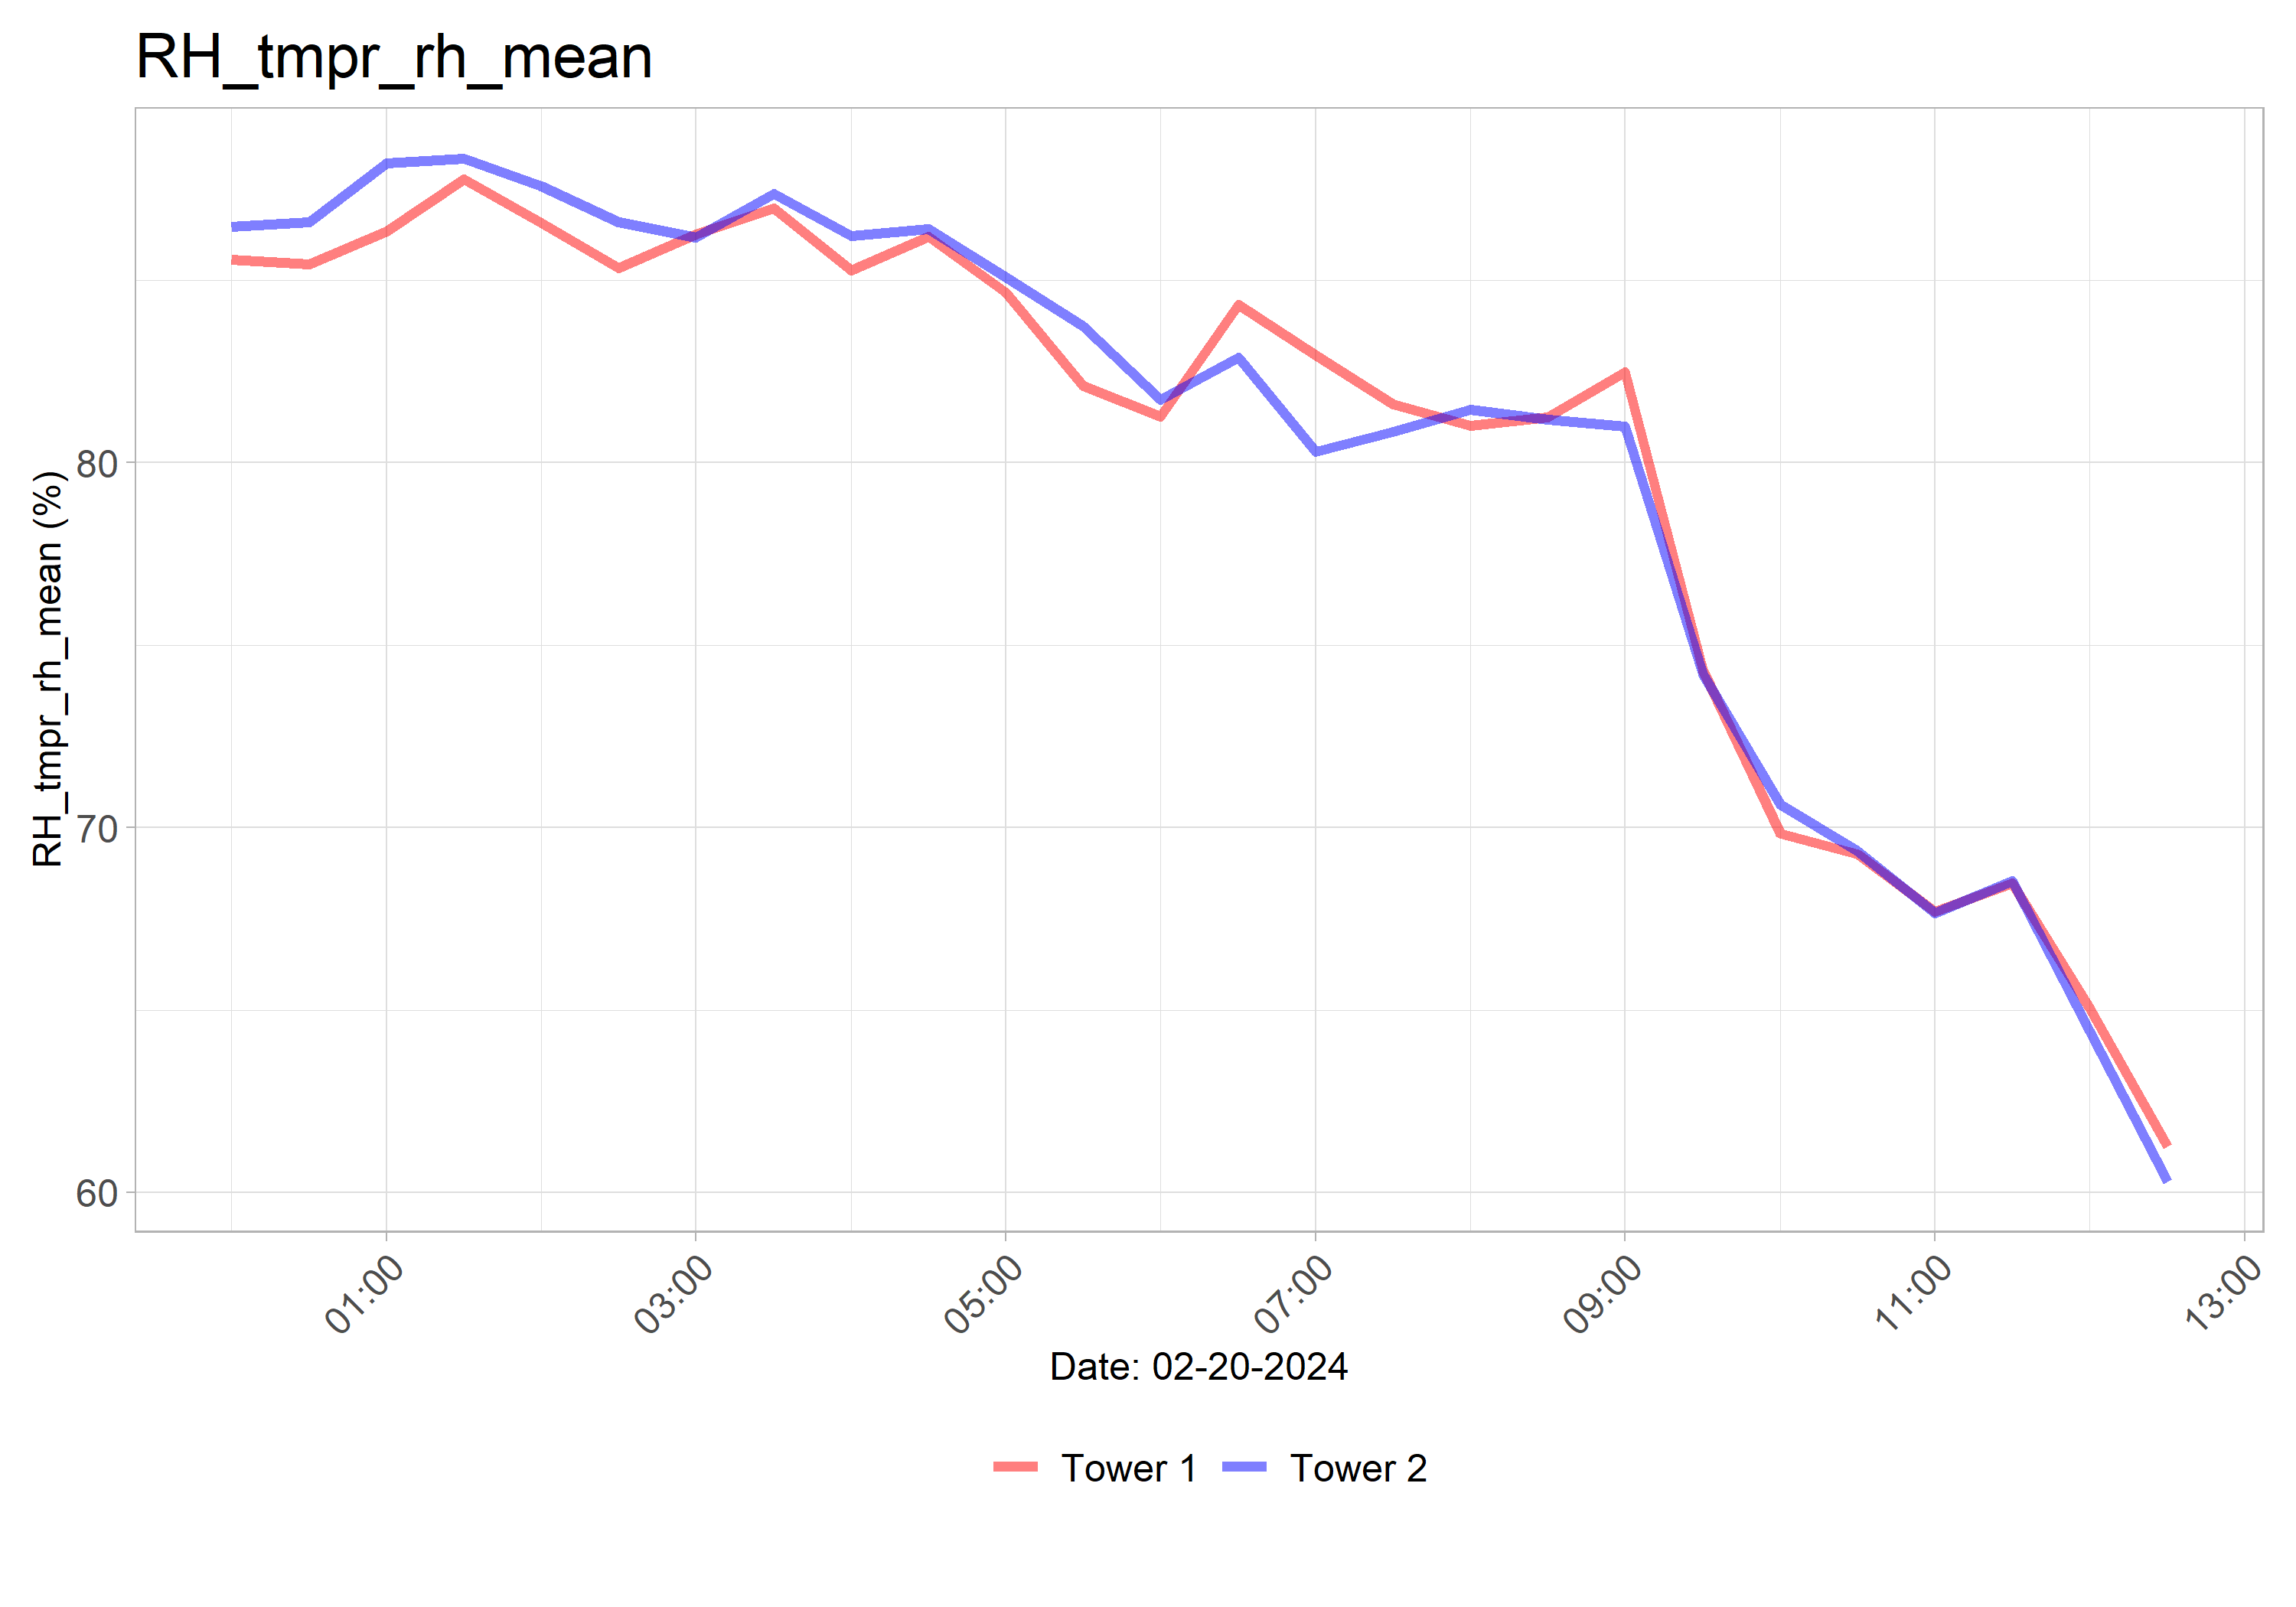 RH_tmpr_rh_mean
RH_tmpr_rh_mean (%)
80
70
60
01:00
03:00
05:00
07:00
09:00
11:00
13:00
Date: 02-20-2024
Tower 1
Tower 2